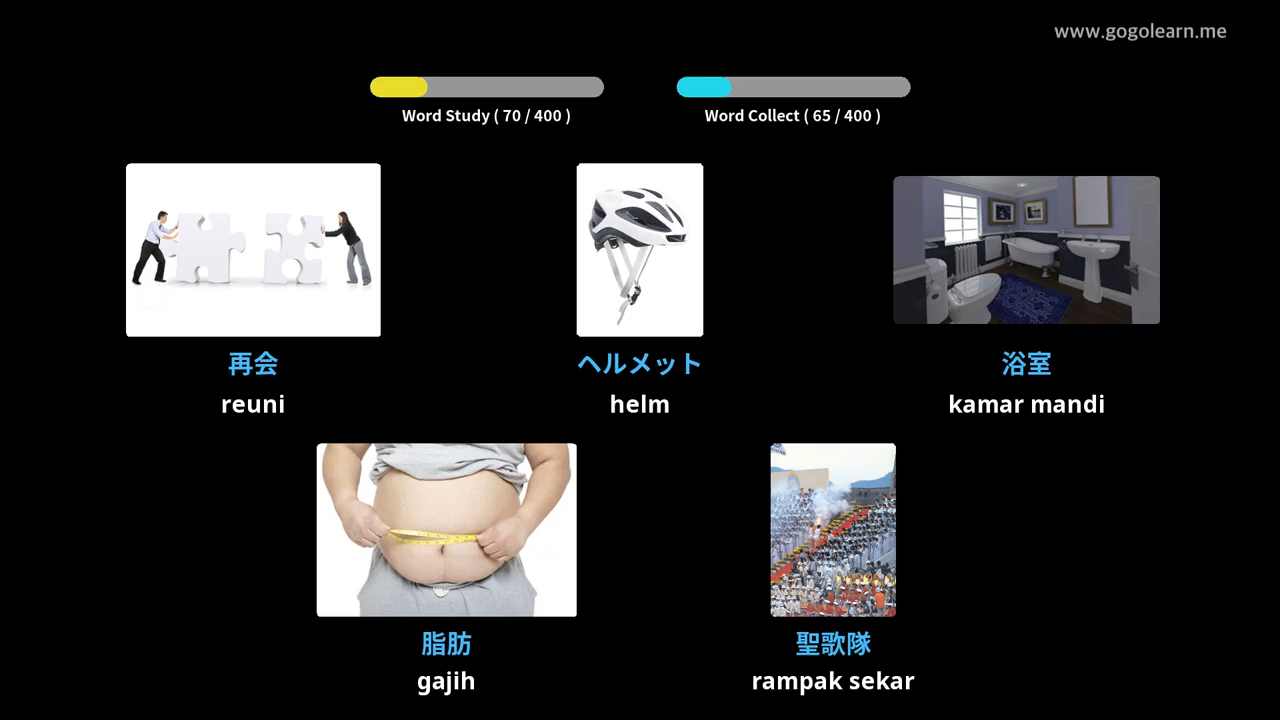 www.gogolearn.me
Word Study ( 70 / 400 )
Word Collect ( 65 / 400 )
再会
ヘルメット
浴室
reuni
helm
kamar mandi
脂肪
聖歌隊
gajih
rampak sekar